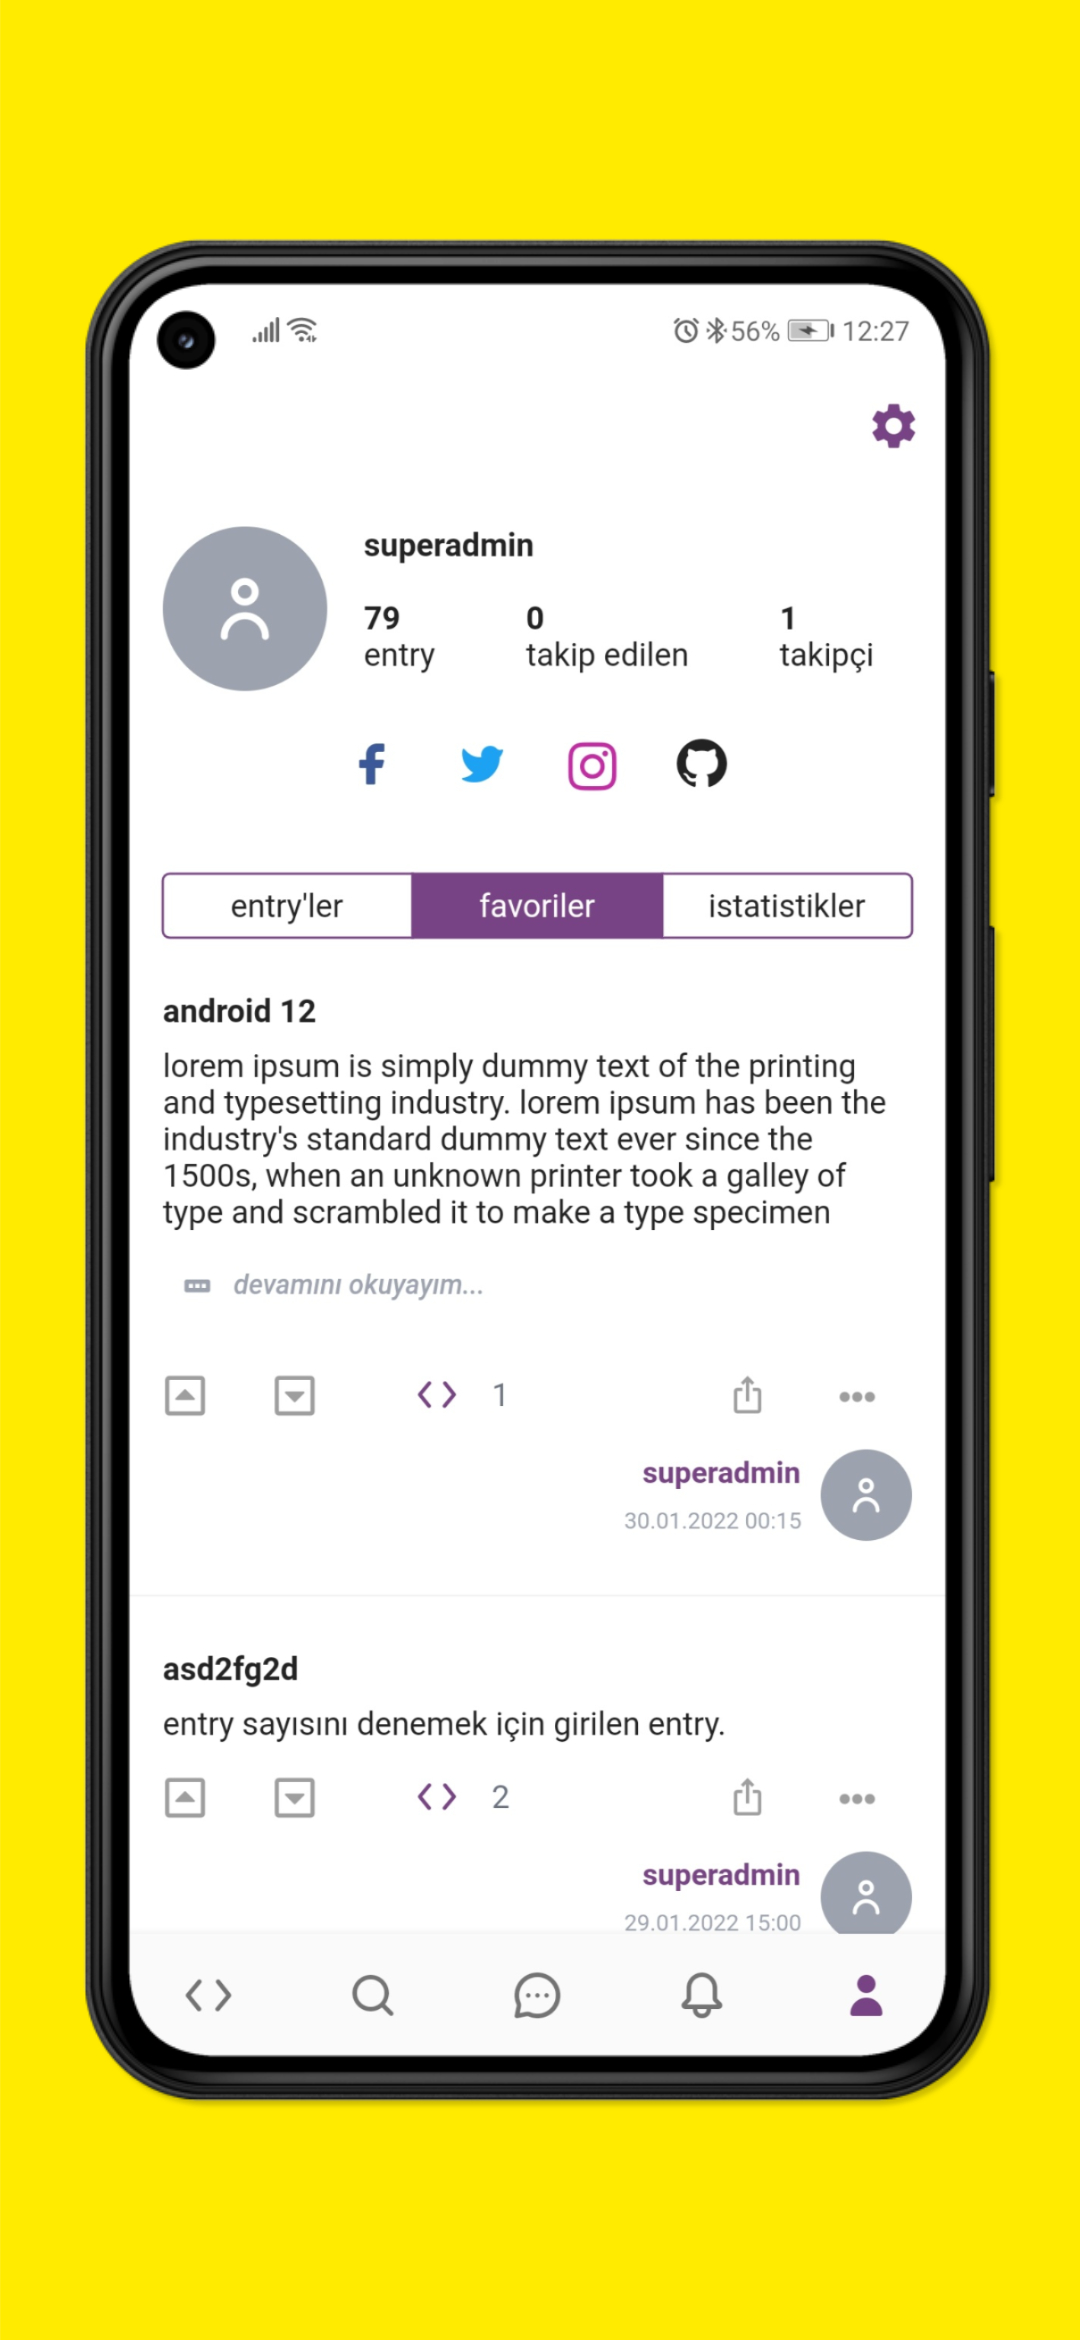 56% 12:27
superadmin
79 0 1
entry takip edilen takipçi
entry'ler favoriler istatistikler
android 12
lorem ipsum is simply dummy text of the printing
and typesetting industry. lorem ipsum has been the
industry's standard dummy text ever since the
1500s, when an unknown printer took a galley of
type and scrambled it to make a type specimen
devamını okuyayım...
1
superadmin
30.01.2022 00:15
asd2fg2d
entry sayısını denemek için girilen entry.
2
superadmin
29.01.2022 15:00